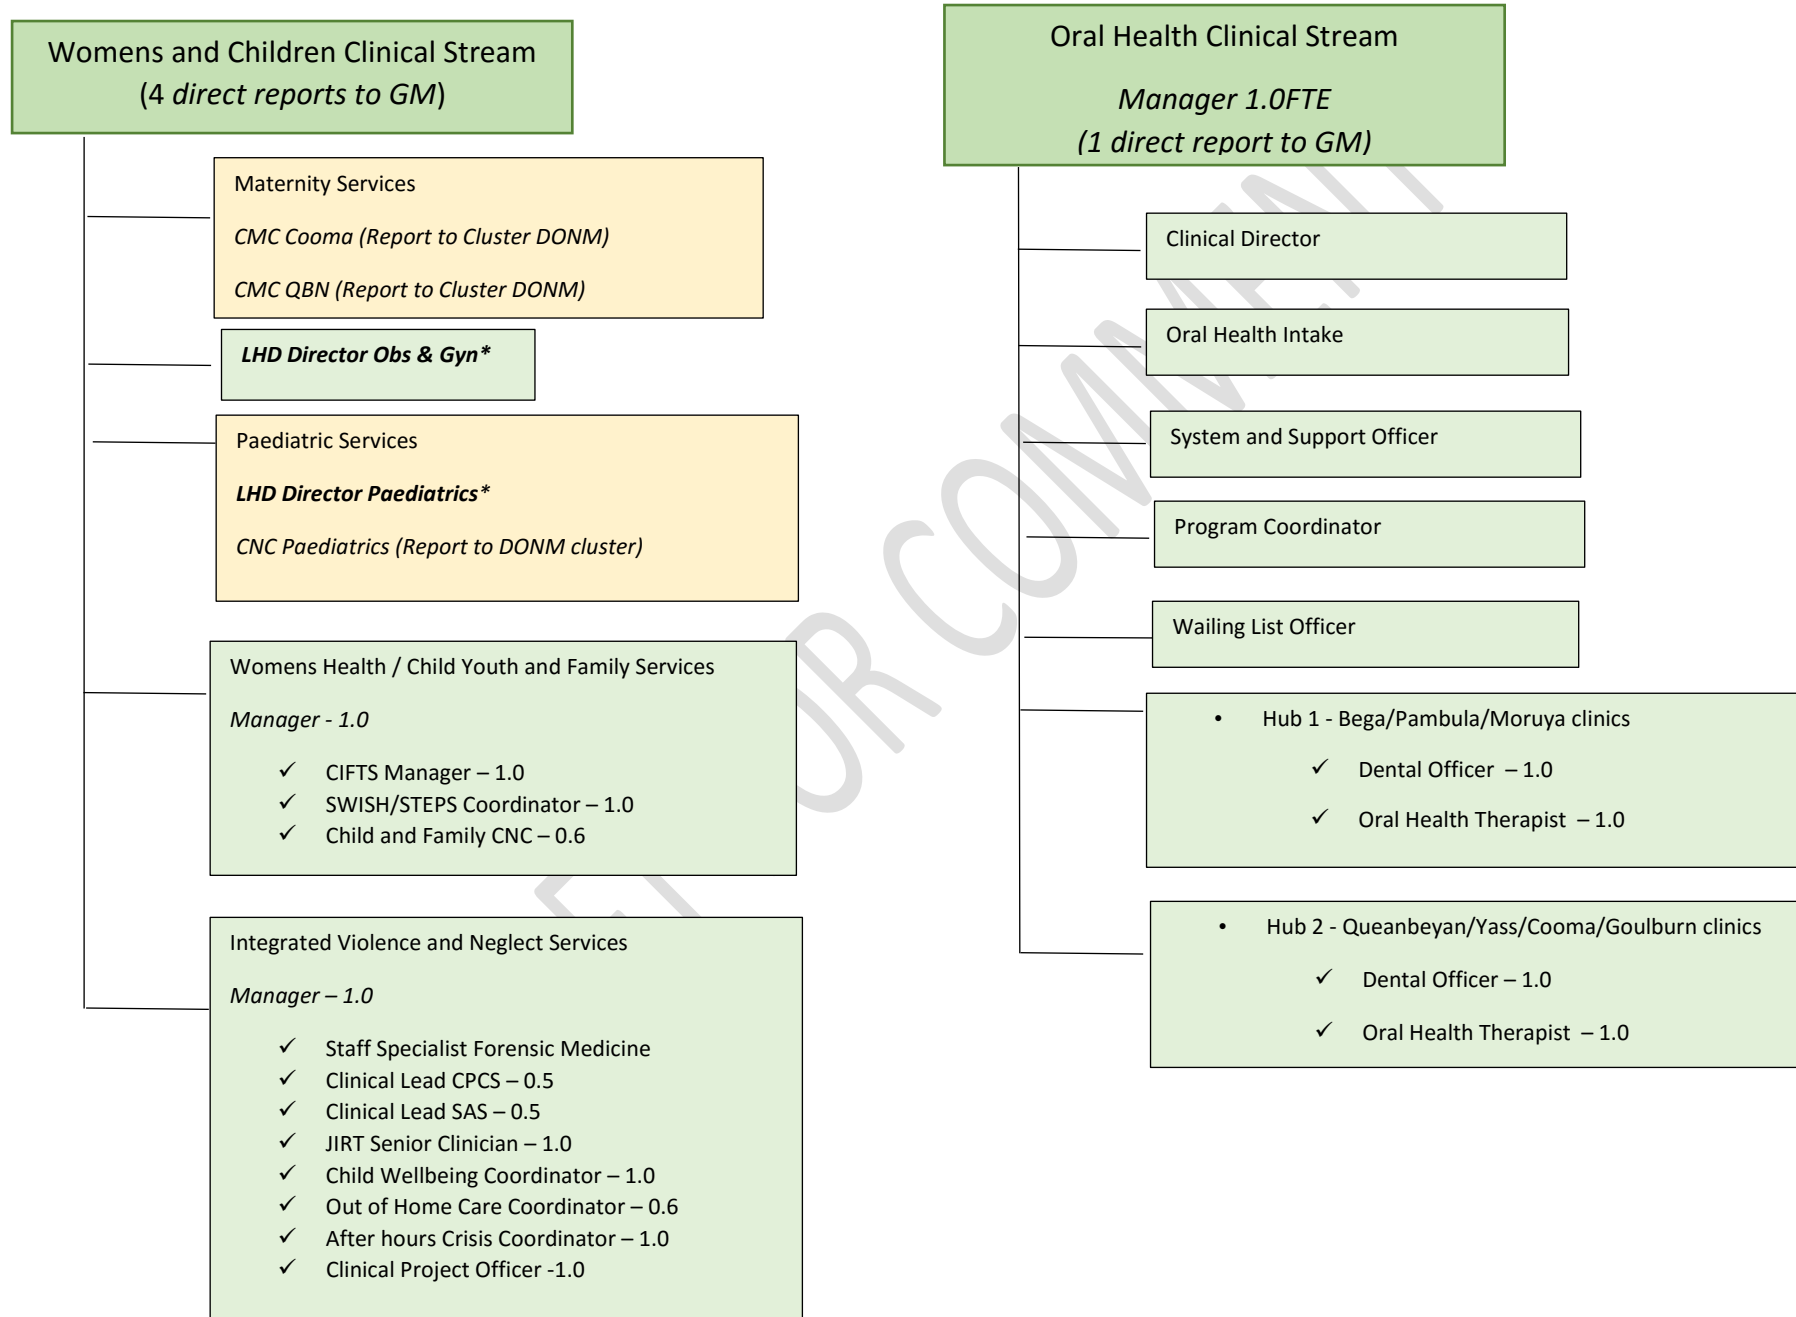 Womens and Children Clinical Stream
(4 direct reports to GM)
Maternity Services
CMC Cooma (Report to Cluster DONM)
CMC QBN (Report to Cluster DONM)
LHD Director Obs & Gyn*
Paediatric Services
LHD Director Paediatrics*
CNC Paediatrics (Report to DONM cluster)
Womens Health / Child Youth and Family Services
Manager - 1.0
✓ CIFTS Manager – 1.0
✓ SWISH/STEPS Coordinator – 1.0
✓ Child and Family CNC – 0.6
Integrated Violence and Neglect Services
Manager – 1.0
✓ Staff Specialist Forensic Medicine
✓ Clinical Lead CPCS – 0.5
✓ Clinical Lead SAS – 0.5
✓ JIRT Senior Clinician – 1.0
✓ Child Wellbeing Coordinator – 1.0
✓ Out of Home Care Coordinator – 0.6
✓ After hours Crisis Coordinator – 1.0
✓ Clinical Project Officer -1.0
Oral Health Clinical Stream
Manager 1.0FTE
(1 direct report to GM)
Clinical Director
Oral Health Intake
System and Support Officer
Program Coordinator
Wailing List Officer
• Hub 1 - Bega/Pambula/Moruya clinics
✓ Dental Officer – 1.0
✓ Oral Health Therapist – 1.0
• Hub 2 - Queanbeyan/Yass/Cooma/Goulburn clinics
✓ Dental Officer – 1.0
✓ Oral Health Therapist – 1.0
COMMENT